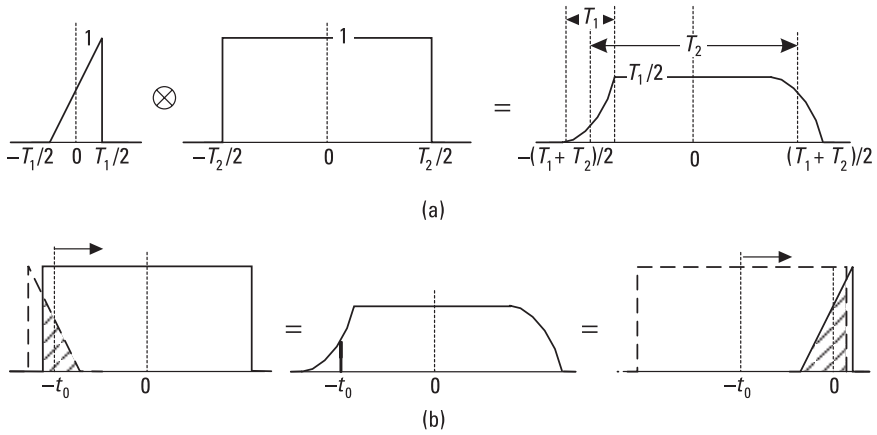 1
⊗
1
=
T₁
T₂
T₁/2
−T₁/2 0 T₁/2
−T₂/2 0 T₂/2
−(T₁ + T₂)/2 0 (T₁ + T₂)/2
(a)
=
=
−t₀ 0
−t₀ 0
−t₀ 0
(b)